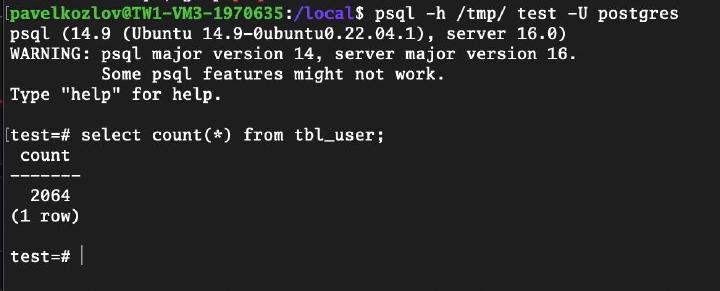 [pavelkozlov@TW1-VM3-1970635:/local$ psql -h /tmp/ test -U postgres
psql (14.9 (Ubuntu 14.9-0ubuntu0.22.04.1), server 16.0)
WARNING: psql major version 14, server major version 16.
         Some psql features might not work.
Type "help" for help.

[test=# select count(*) from tbl_user;
 count
-------
  2064
(1 row)

test=#